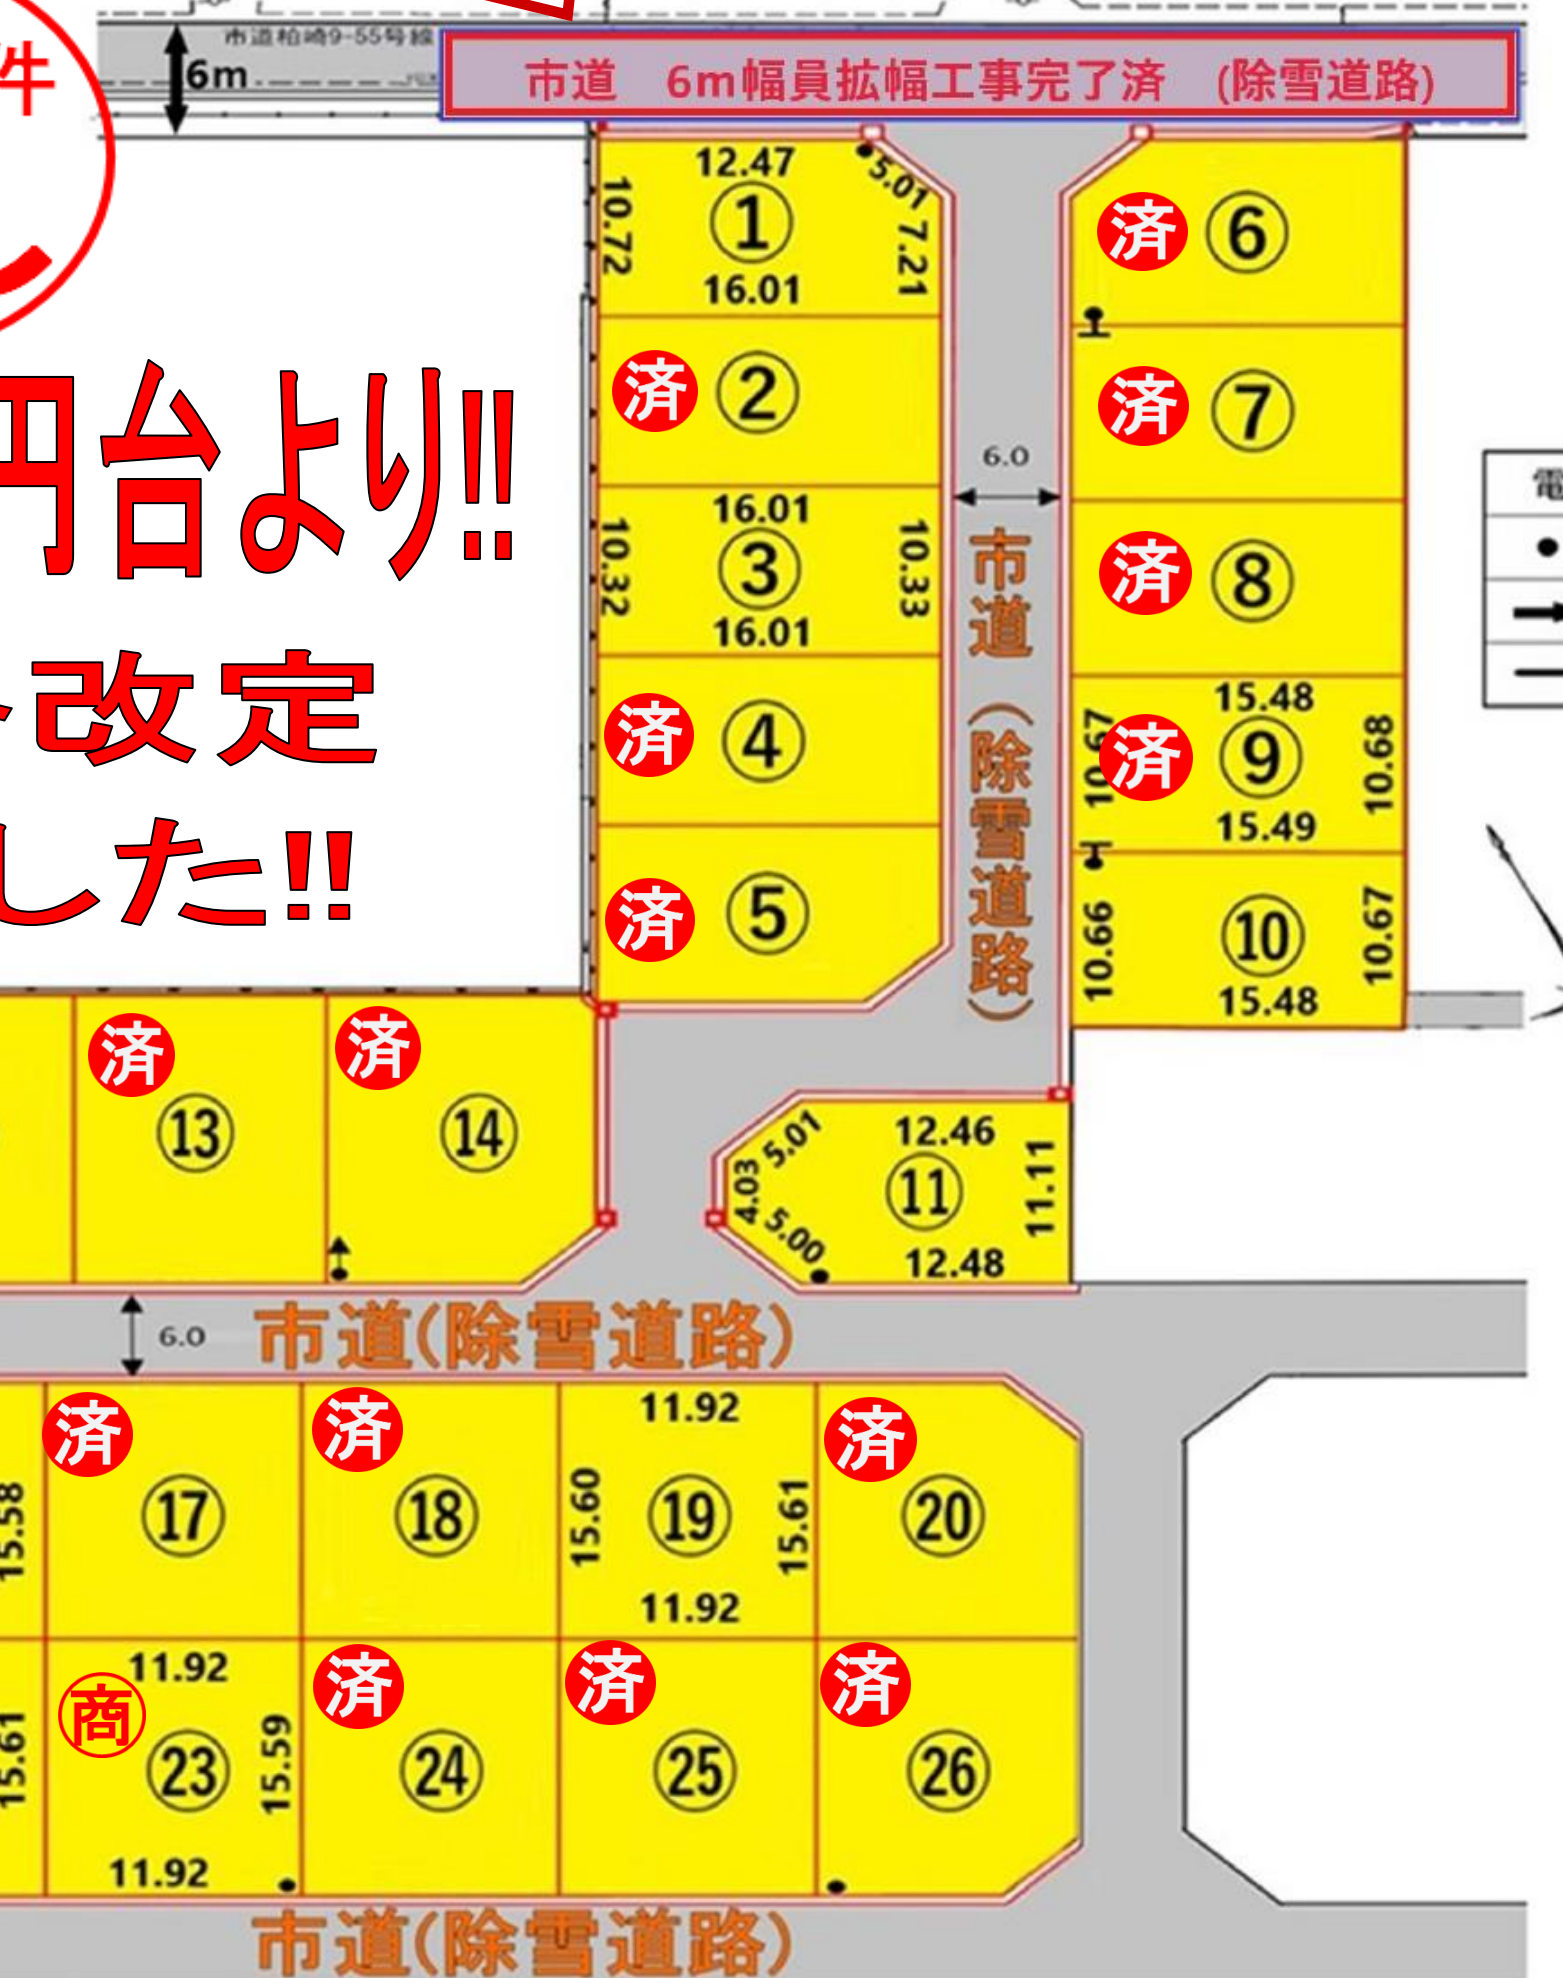 件
市道柏崎9-55号線
6m
市道 6m幅員拡幅工事完了済 (除雪道路)
12.47
5.01
10.72
①
7.21
16.01
済 ⑥
円台より!!
済 ②
済 ⑦
6.0
電
16.01
10.32
③
10.33
16.01
済 ⑧
市道(除雪道路)
改定
済 ④
15.48
10.67
済 ⑨
10.68
15.49
した!!
済 ⑤
10.66
⑩
10.67
15.48
済
⑬
済
⑭
5.01
12.46
4.03
⑪
11.11
5.00
12.48
6.0
市道(除雪道路)
15.58
済
⑰
済
⑱
11.92
15.60
⑲
15.61
11.92
済
⑳
15.61
11.92
商
㉓
15.59
11.92
済
㉔
済
㉕
済
㉖
市道(除雪道路)